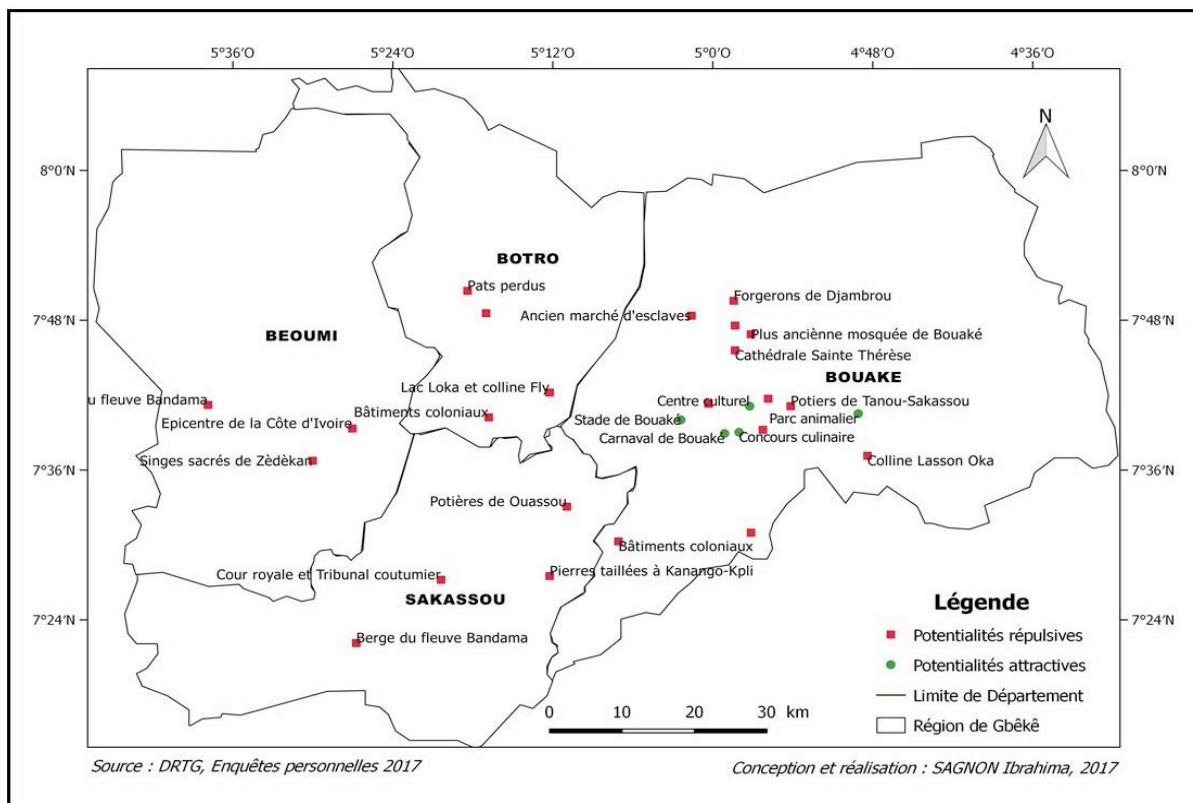 5°36′O 5°24′O 5°12′O 5°0′O 4°48′O 4°36′O
N
8°0′N 8°0′N
BOTRO
Pats perdus
Forgerons de Djambrou
7°48′N Ancien marché d'esclaves 7°48′N
BEOUMI
Plus anciènne mosquée de Bouaké
Cathédrale Sainte Thérèse
BOUAKE
Lac Loka et colline Fly
u fleuve Bandama
Centre culturel
Potiers de Tanou-Sakassou
Bâtiments coloniaux
Epicentre de la Côte d'Ivoire
Stade de Bouaké
Parc animalier
Carnaval de Bouaké
Concours culinaire
Singes sacrés de Zèdèkan
Colline Lasson Oka
7°36′N 7°36′N
Potières de Ouassou
Bâtiments coloniaux
Cour royale et Tribunal coutumier
Pierres taillées à Kanango-Kpli
SAKASSOU
7°24′N 7°24′N
Berge du fleuve Bandama
Légende
Potentialités répulsives
Potentialités attractives
Limite de Département
Région de Gbêkê
0 10 20 30 km
Source : DRTG, Enquêtes personnelles 2017
Conception et réalisation : SAGNON Ibrahima, 2017